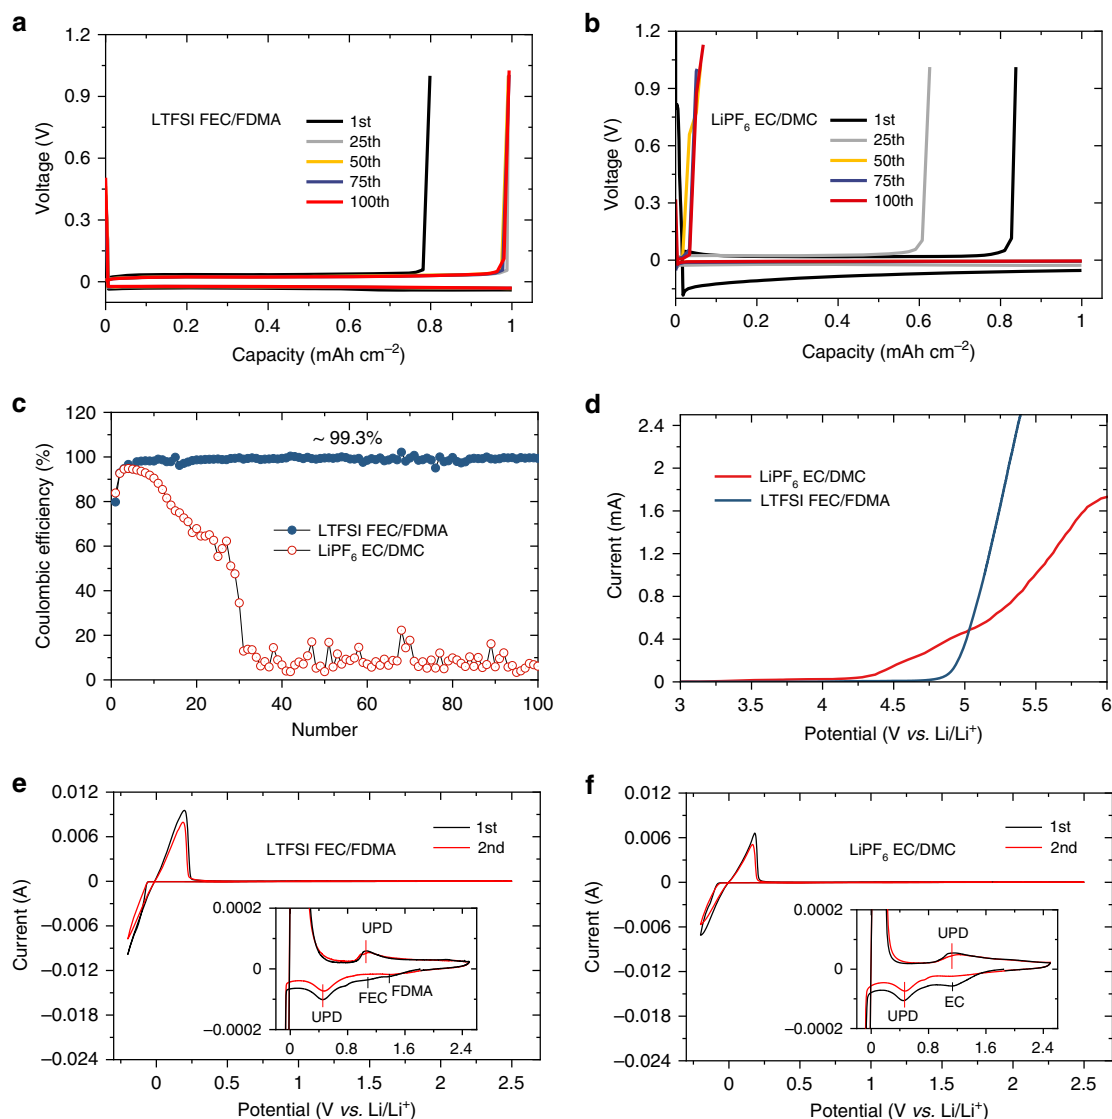 a
1.2
0.9
0.6
0.3
0
Voltage (V)
LTFSI FEC/FDMA
1st
25th
50th
75th
100th
0 0.2 0.4 0.6 0.8 1
Capacity (mAh cm–2)
b
1.2
0.9
0.6
0.3
0
Voltage (V)
LiPF6 EC/DMC
1st
25th
50th
75th
100th
0 0.2 0.4 0.6 0.8 1
Capacity (mAh cm–2)
c
120
100
80
60
40
20
0
Coulombic efficiency (%)
~ 99.3%
LTFSI FEC/FDMA
LiPF6 EC/DMC
0 20 40 60 80 100
Number
d
2.4
2.0
1.6
1.2
0.8
0.4
0
Current (mA)
LiPF6 EC/DMC
LTFSI FEC/FDMA
3 3.5 4 4.5 5 5.5 6
Potential (V vs. Li/Li+)
e
0.012
0.006
0
–0.006
–0.012
–0.018
–0.024
Current (A)
LTFSI FEC/FDMA
1st
2nd
0.0002
0
–0.0002
UPD
FEC
FDMA
UPD
0 0.8 1.6 2.4
0 0.5 1.0 1.5 2.0 2.5
Potential (V vs. Li/Li+)
f
0.012
0.006
0
–0.006
–0.012
–0.018
–0.024
Current (A)
LiPF6 EC/DMC
1st
2nd
0.0002
0
–0.0002
UPD
UPD
EC
0 0.8 1.6 2.4
0 0.5 1.0 1.5 2.0 2.5
Potential (V vs. Li/Li+)